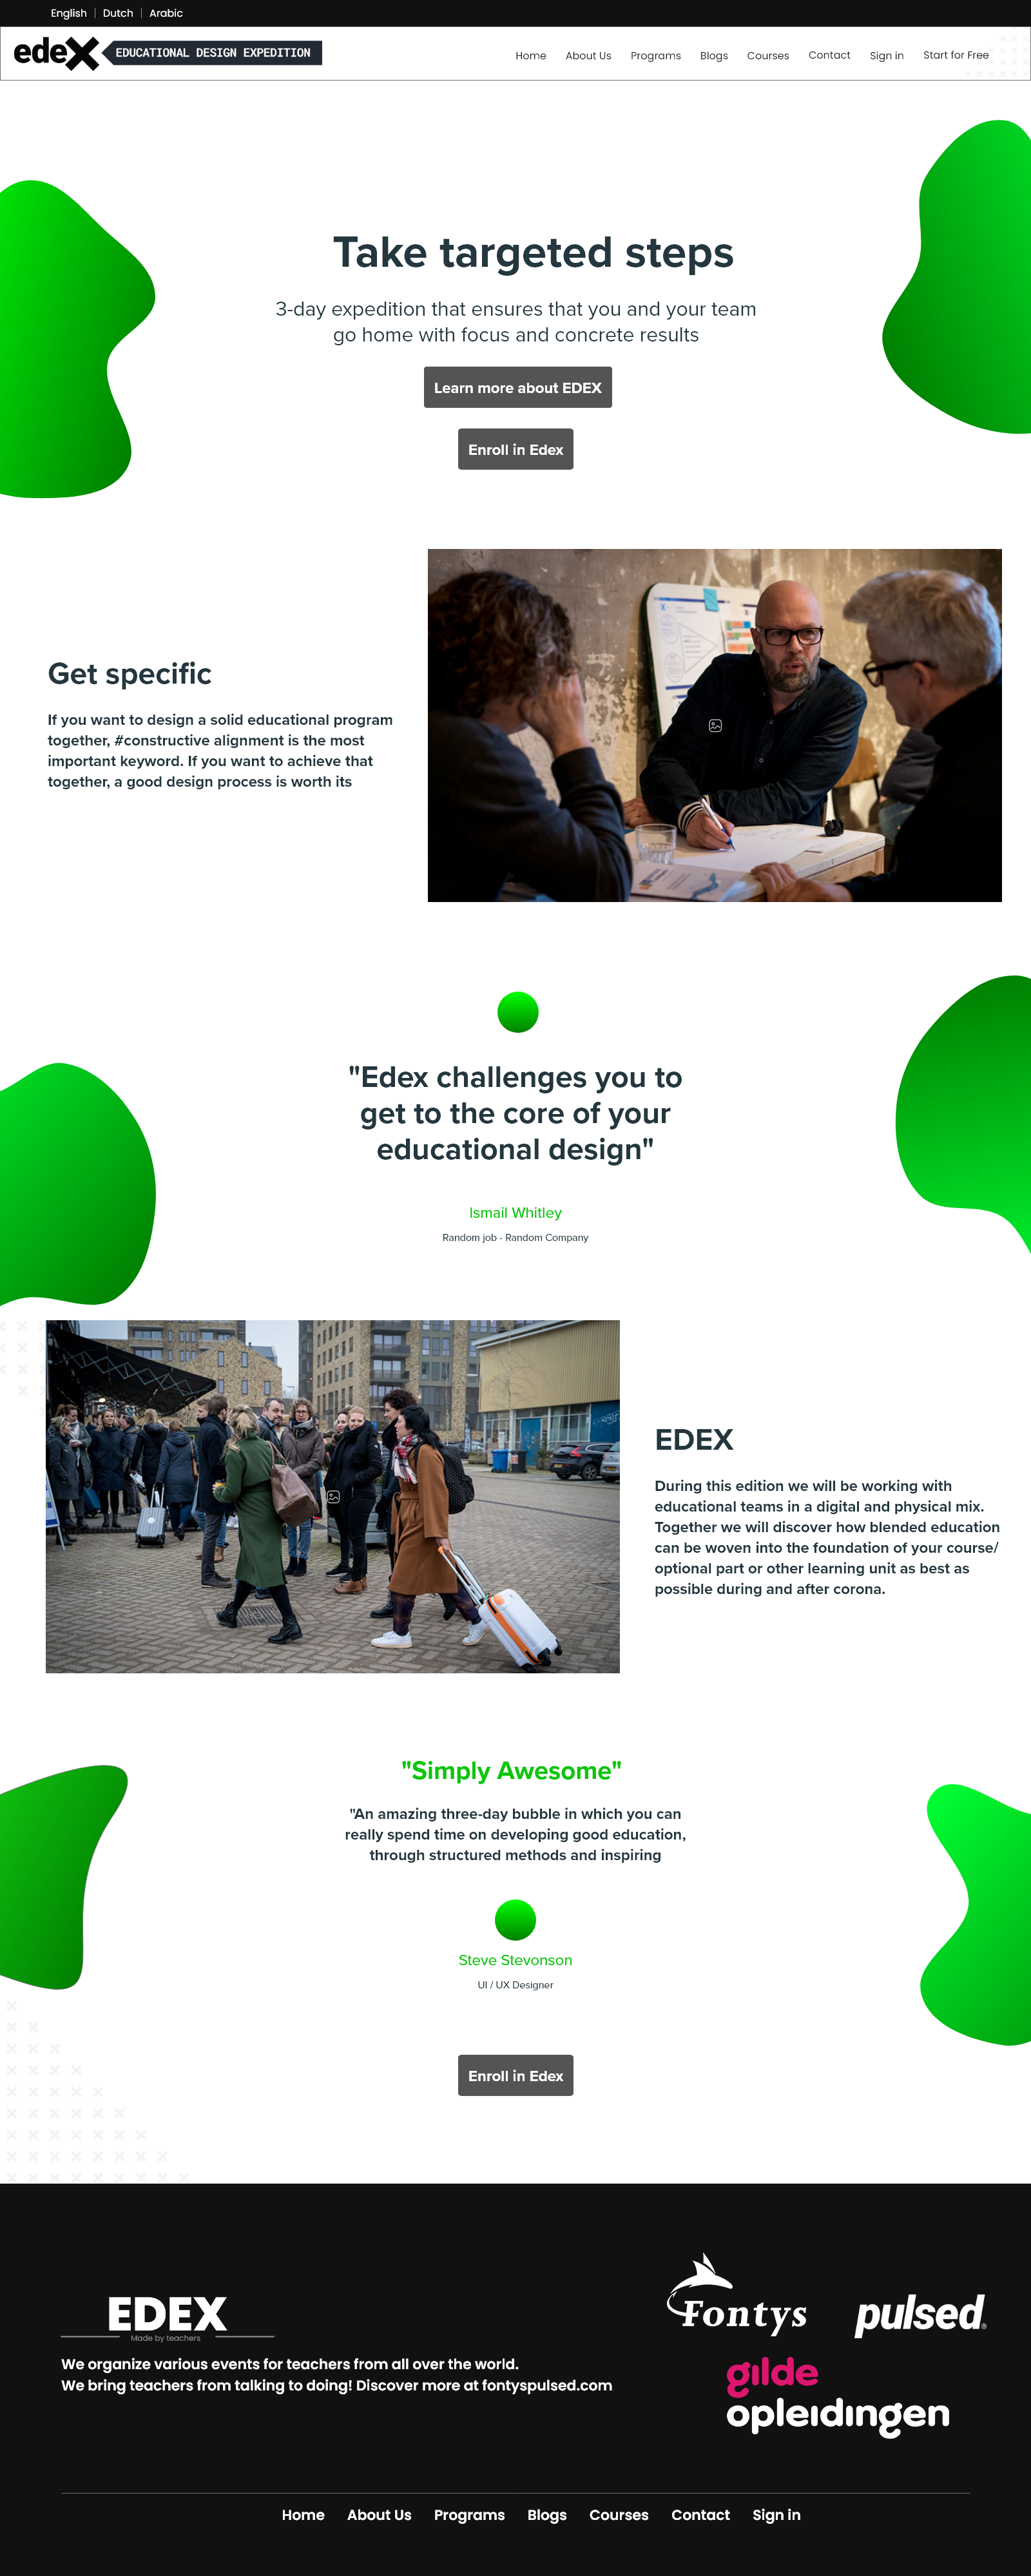 English | Dutch | Arabic
edeX EDUCATIONAL DESIGN EXPEDITION
Home About Us Programs Blogs Courses Contact Sign in Start for Free
Take targeted steps
3-day expedition that ensures that you and your team
go home with focus and concrete results
Learn more about EDEX
Enroll in Edex
Get specific
If you want to design a solid educational program
together, #constructive alignment is the most
important keyword. If you want to achieve that
together, a good design process is worth its
"Edex challenges you to
get to the core of your
educational design"
Ismail Whitley
Random job - Random Company
EDEX
During this edition we will be working with
educational teams in a digital and physical mix.
Together we will discover how blended education
can be woven into the foundation of your course/
optional part or other learning unit as best as
possible during and after corona.
"Simply Awesome"
"An amazing three-day bubble in which you can
really spend time on developing good education,
through structured methods and inspiring
Steve Stevonson
UI / UX Designer
Enroll in Edex
EDEX
Made by teachers
We organize various events for teachers from all over the world.
We bring teachers from talking to doing! Discover more at fontyspulsed.com
Fontys
pulsed®
gilde
opleidingen
Home About Us Programs Blogs Courses Contact Sign in